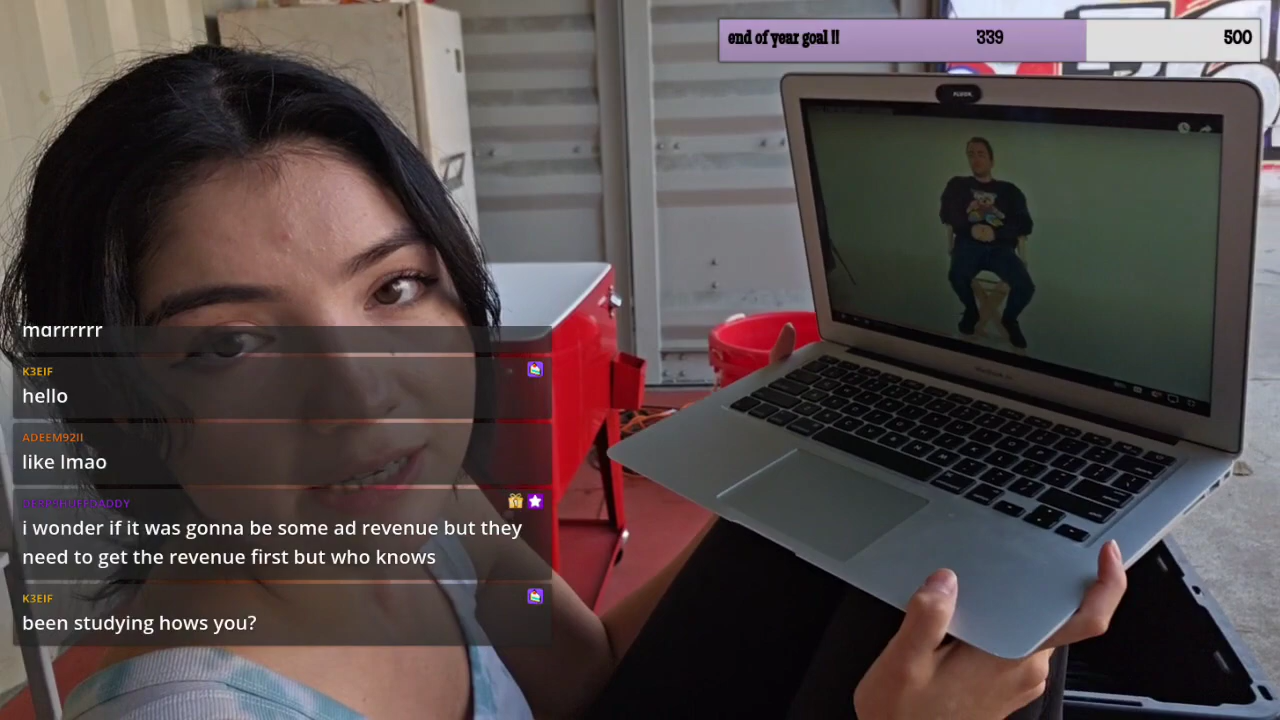 end of year goal !! 339 500
marrrrrr
K3EIF
hello
ADEEM92II
like lmao
i wonder if it was gonna be some ad revenue but they
need to get the revenue first but who knows
K3EIF
been studying hows you?